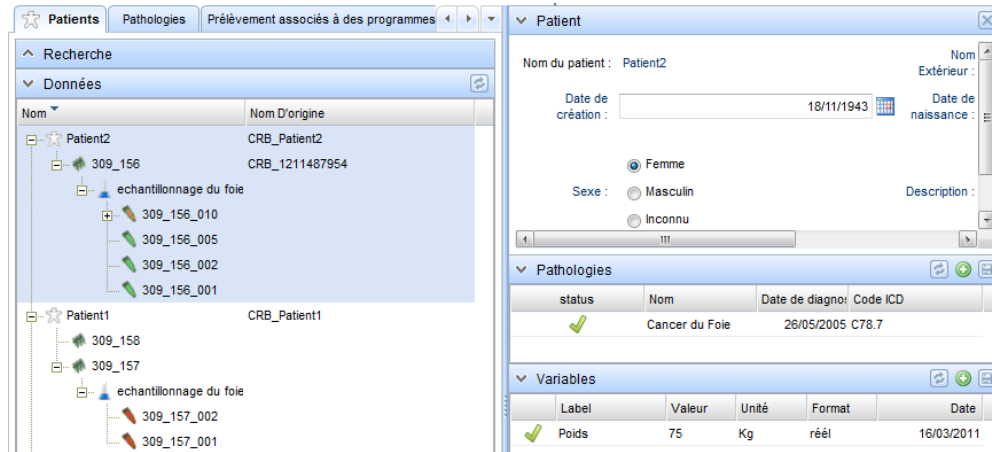 Patients Pathologies Prélèvement associés à des programmes
Recherche
Données
Nom Nom D'origine
Patient2 CRB_Patient2
309_156 CRB_1211487954
echantillonnage du foie
309_156_010
309_156_005
309_156_002
309_156_001
Patient1 CRB_Patient1
309_158
309_157
echantillonnage du foie
309_157_002
309_157_001
Patient
Nom du patient : Patient2 Nom
Extérieur :
Date de
création : 18/11/1943 Date de
naissance :
Femme
Sexe : Masculin Description :
Inconnu
Pathologies
status Nom Date de diagnos Code ICD
Cancer du Foie 26/05/2005 C78.7
Variables
Label Valeur Unité Format Date
Poids 75 Kg réél 16/03/2011